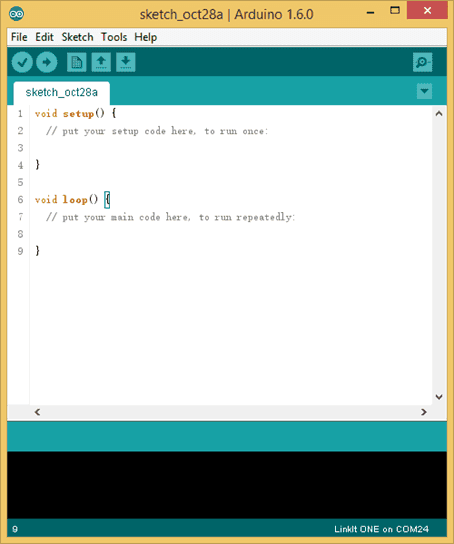 sketch_oct28a | Arduino 1.6.0
File Edit Sketch Tools Help
sketch_oct28a
1 void setup() {
2 // put your setup code here, to run once:
3
4 }
5
6 void loop() {
7 // put your main code here, to run repeatedly:
8
9 }
9 LinkIt ONE on COM24